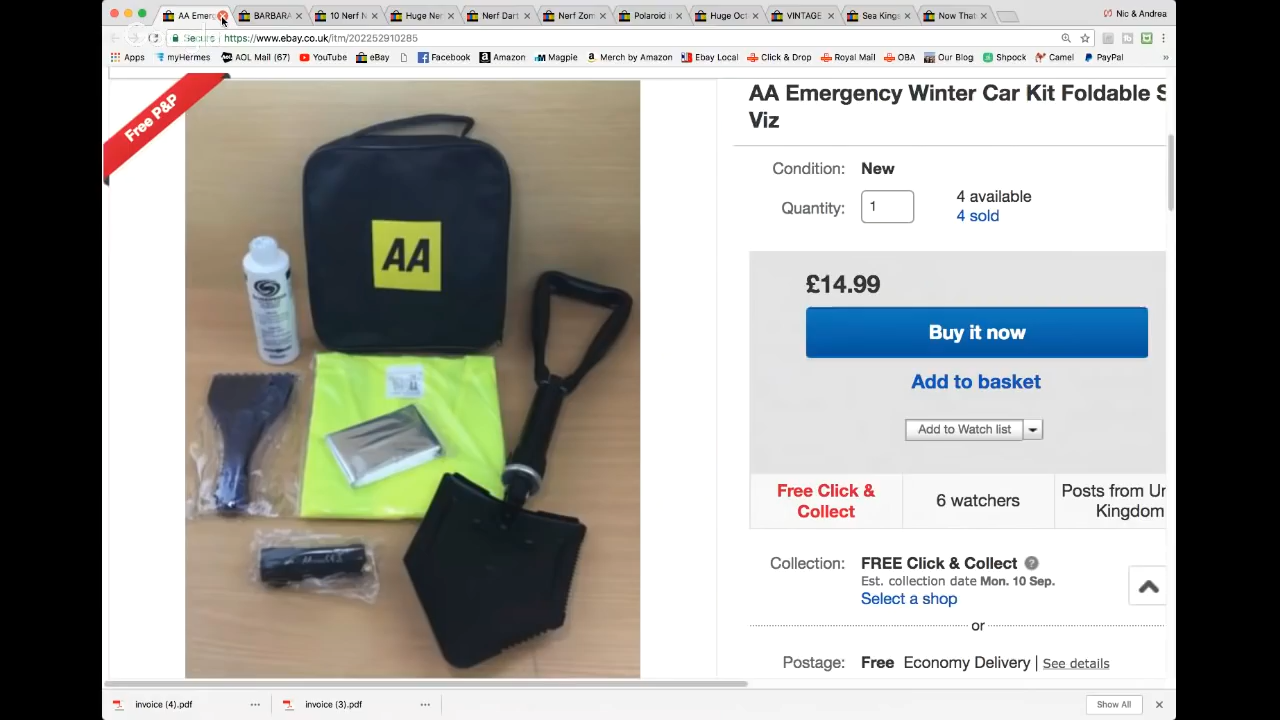 AA Emerg
BARBARA
10 Nerf N
Huge Ner
Nerf Dart
Nerf Zom
Polaroid
Huge Oct
VINTAGE
Sea Kings
Now That
Nic & Andrea
Secure
https://www.ebay.co.uk/itm/202252910285
Apps
myHermes
AOL Mail (67)
YouTube
eBay
Facebook
Amazon
Magpie
Merch by Amazon
Ebay Local
Click & Drop
Royal Mail
OBA
Our Blog
Shpock
Camel
PayPal
»
Free P&P
AA
AA Emergency Winter Car Kit Foldable S
Viz
Condition: New
Quantity: 1
4 available
4 sold
£14.99
Buy it now
Add to basket
Add to Watch list
Free Click &
Collect
6 watchers
Posts from Un
Kingdom
Collection: FREE Click & Collect ?
Est. collection date Mon. 10 Sep.
Select a shop
or
Postage: Free Economy Delivery | See details
invoice (4).pdf
invoice (3).pdf
Show All